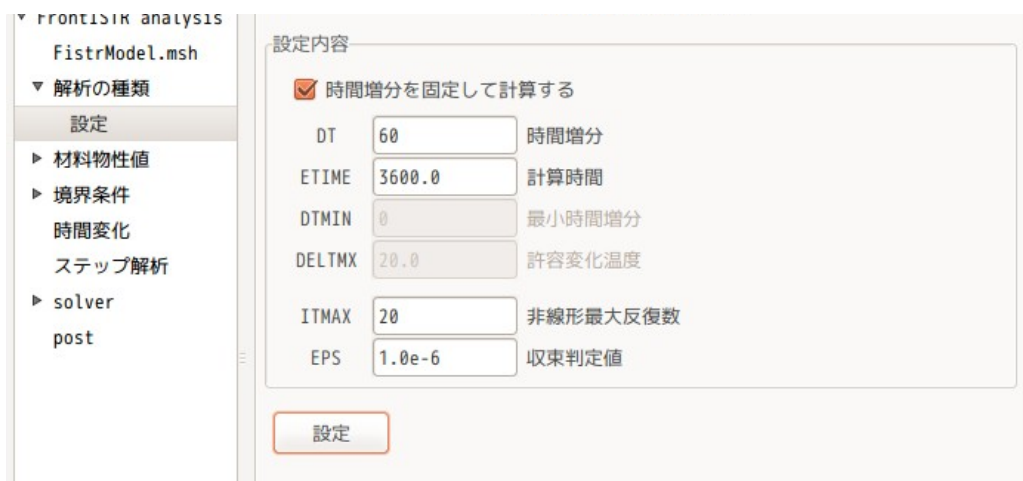 FrontISTR analysis
FistrModel.msh
解析の種類
設定
材料物性値
境界条件
時間変化
ステップ解析
solver
post
設定内容
時間増分を固定して計算する
DT 60 時間増分
ETIME 3600.0 計算時間
DTMIN 0 最小時間増分
DELTMX 20.0 許容変化温度
ITMAX 20 非線形最大反復数
EPS 1.0e-6 収束判定値
設定